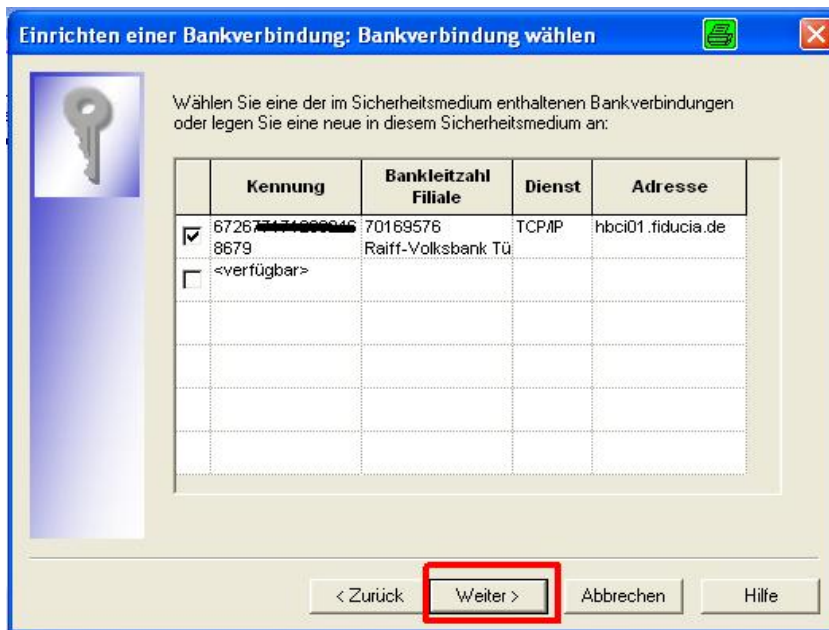 Einrichten einer Bankverbindung: Bankverbindung wählen
Wählen Sie eine der im Sicherheitsmedium enthaltenen Bankverbindungen
oder legen Sie eine neue in diesem Sicherheitsmedium an:
Kennung Bankleitzahl Filiale Dienst Adresse
6726 70169576 TCP/IP hbci01.fiducia.de
8679 Raiff-Volksbank Tü
<verfügbar>
< Zurück Weiter > Abbrechen Hilfe